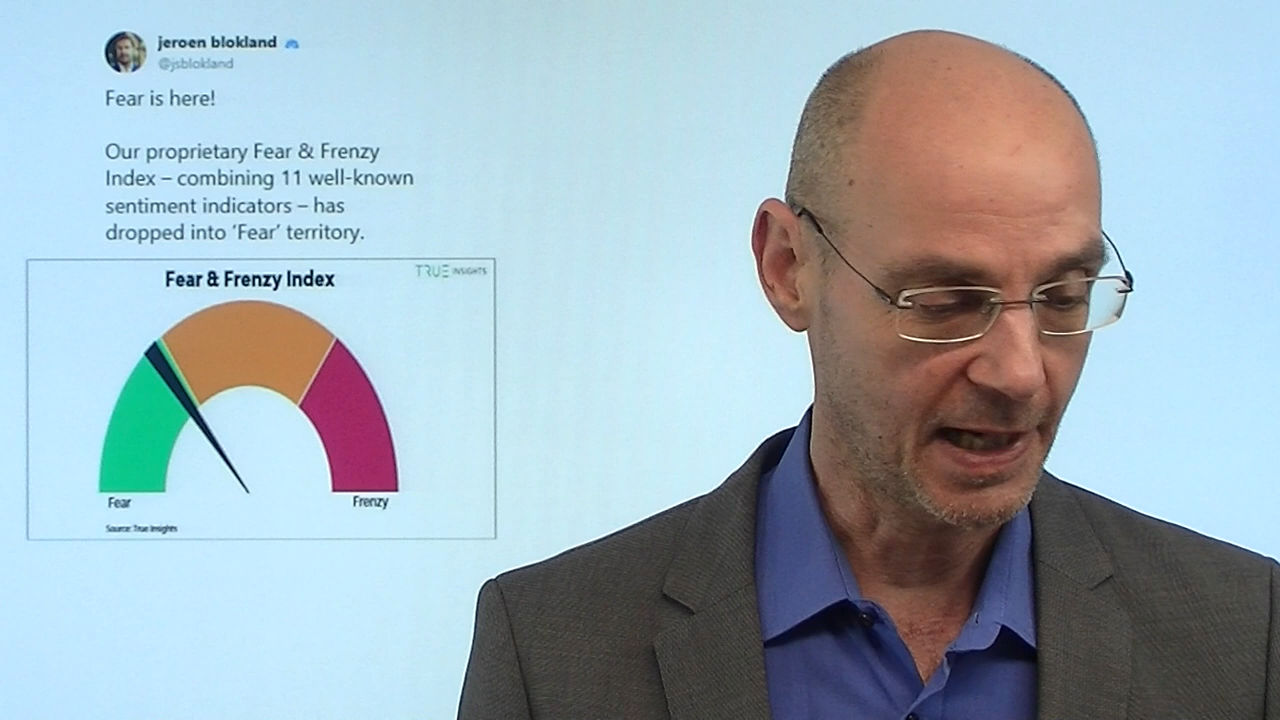 jeroen blokland
@jsblokland
Fear is here!
Our proprietary Fear & Frenzy
Index – combining 11 well-known
sentiment indicators – has
dropped into ‘Fear’ territory.
Fear & Frenzy Index
TRUE INSIGHTS
Fear
Frenzy
Source: True Insights